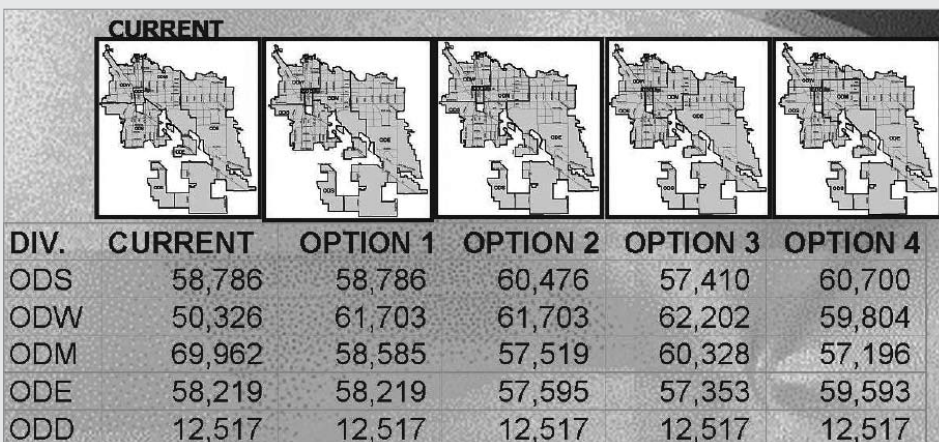 CURRENT
DIV. CURRENT OPTION 1 OPTION 2 OPTION 3 OPTION 4
ODS 58,786 58,786 60,476 57,410 60,700
ODW 50,326 61,703 61,703 62,202 59,804
ODM 69,962 58,585 57,519 60,328 57,196
ODE 58,219 58,219 57,595 57,353 59,593
ODD 12,517 12,517 12,517 12,517 12,517